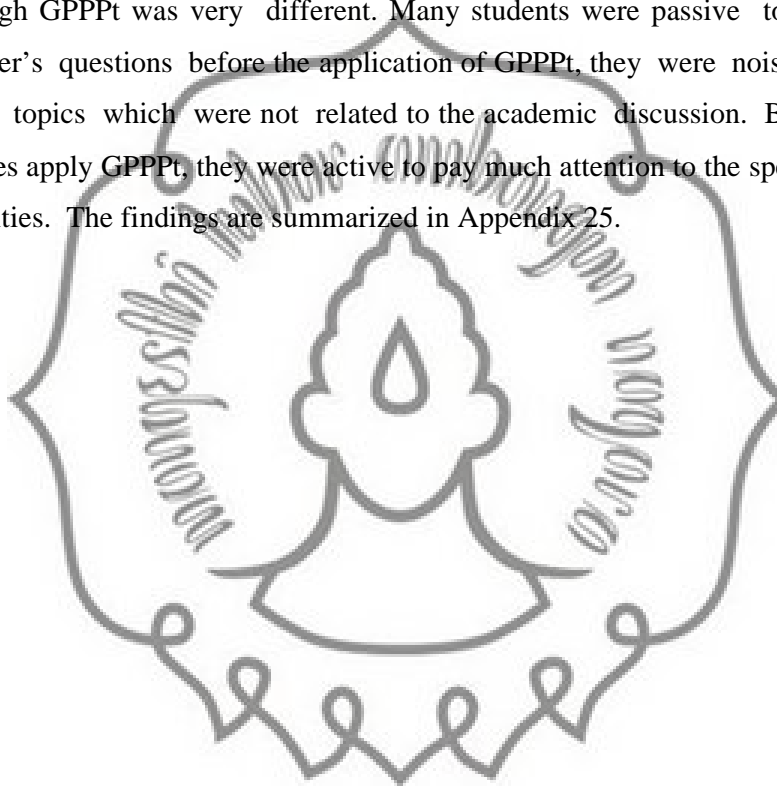 gh GPPPt was very different. Many students were passive to
er's questions before the application of GPPPt, they were nois
topics which were not related to the academic discussion. B
es apply GPPPt, they were active to pay much attention to the spe
ities. The findings are summarized in Appendix 25.